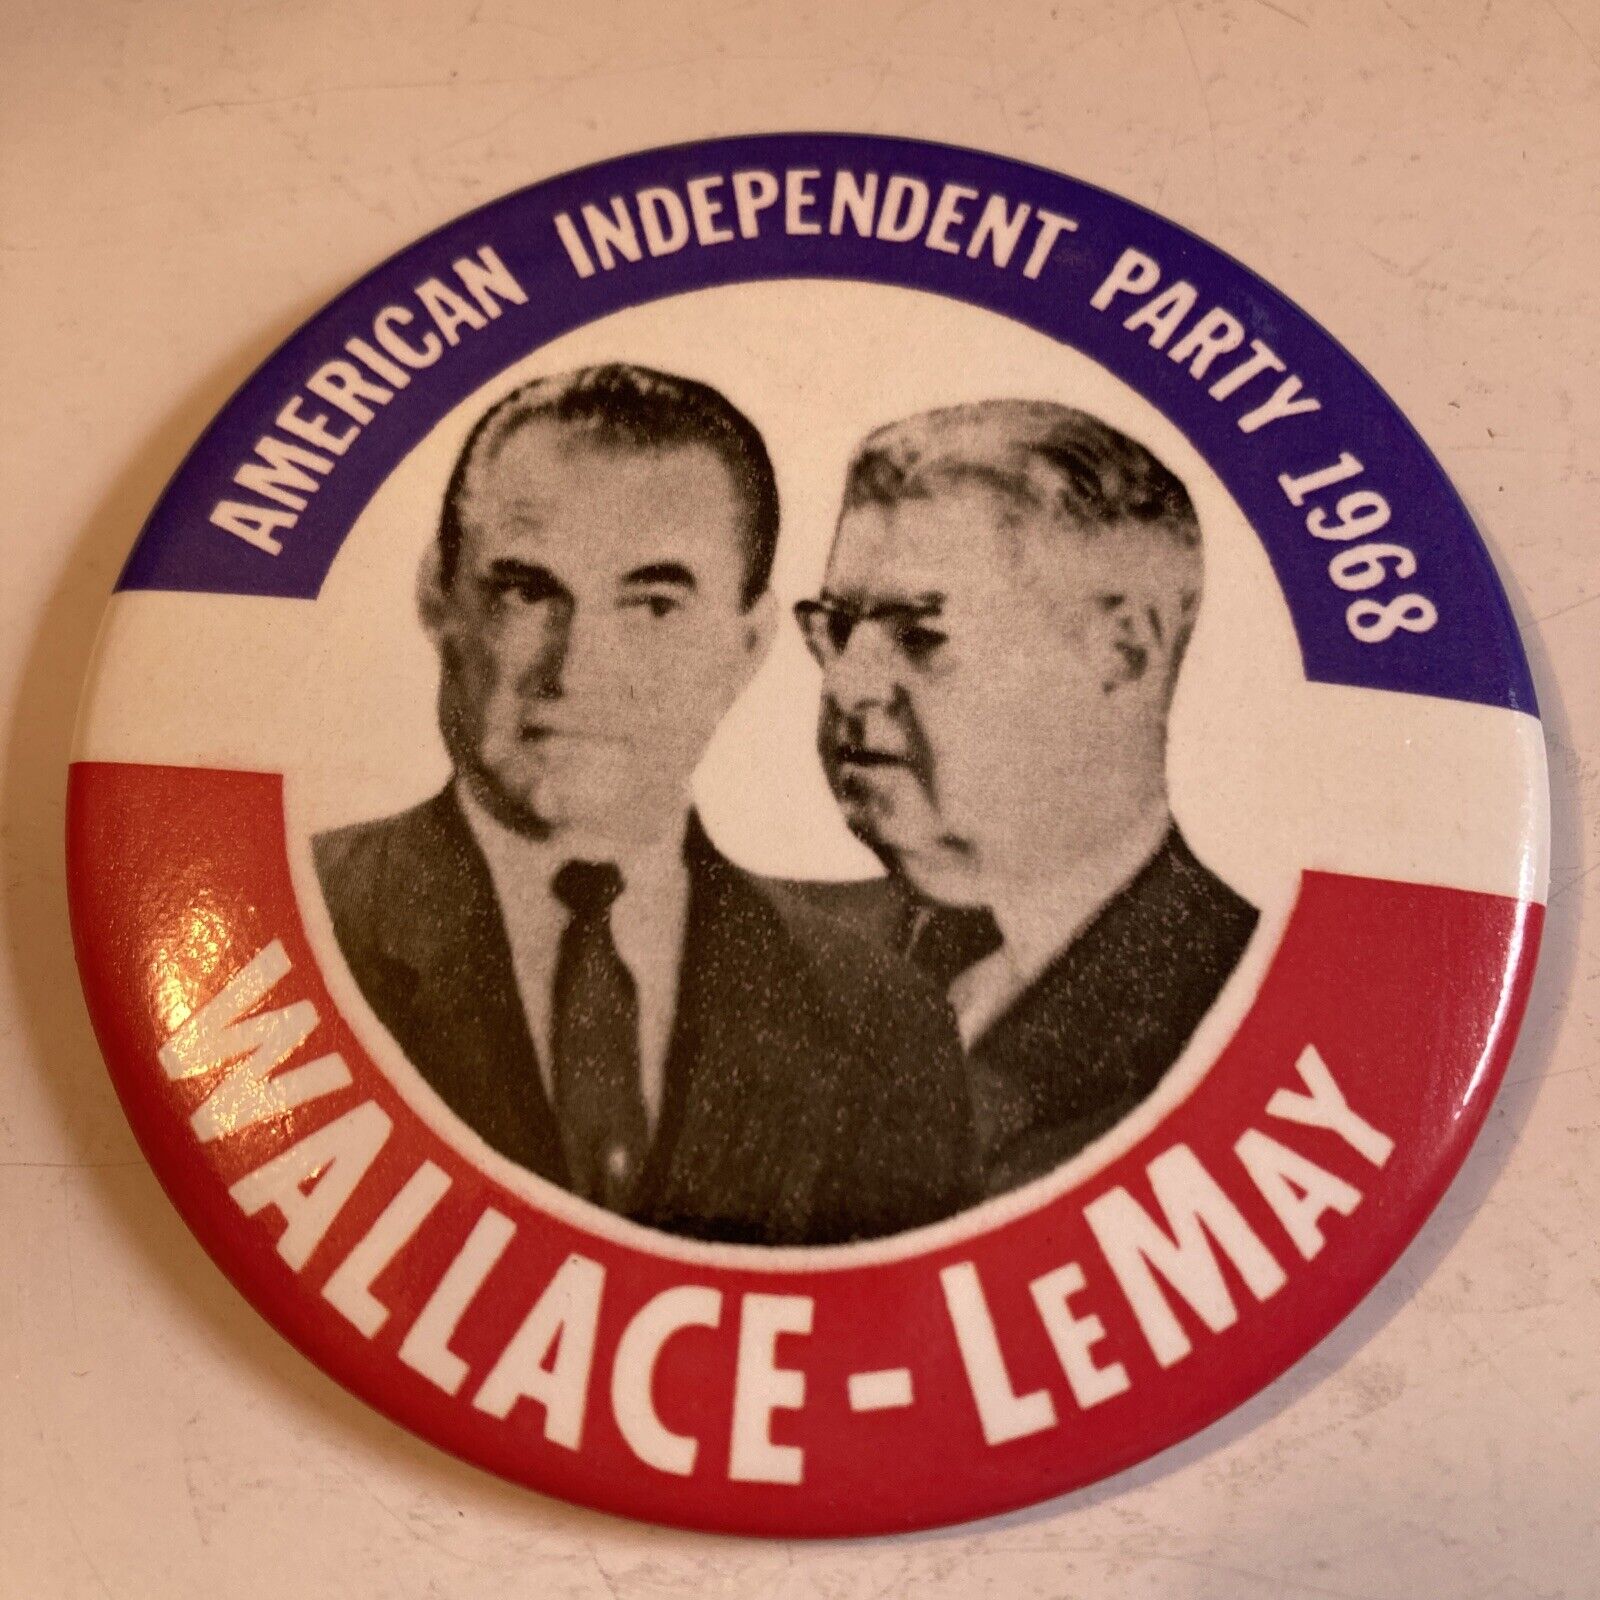 AMERICAN INDEPENDENT PARTY 1968
WALLACE - LEMAY